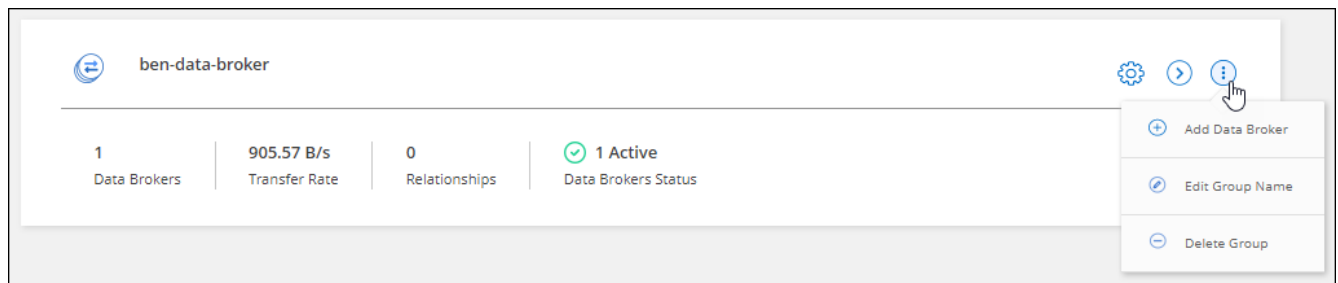 ben-data-broker
1
905.57 B/s
0
1 Active
Data Brokers
Transfer Rate
Relationships
Data Brokers Status
Add Data Broker
Edit Group Name
Delete Group